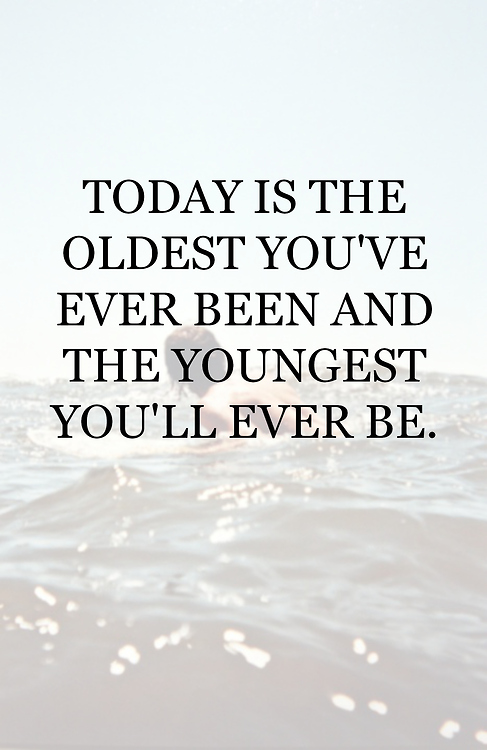 TODAY IS THE
OLDEST YOU'VE
EVER BEEN AND
THE YOUNGEST
YOU'LL EVER BE.